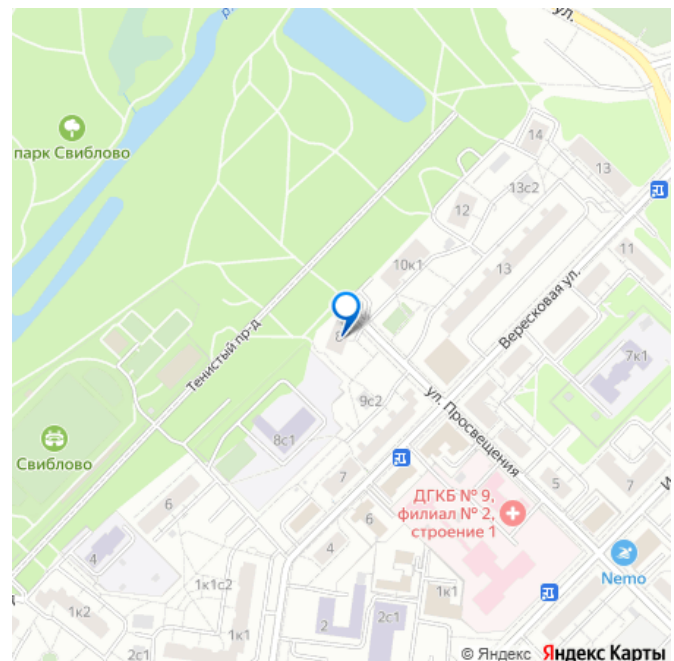 ул.
парк Свиблово
14
13
13с2
12
11
10к1
13
Вересковая ул.
Тенистый пр-д
8
7к1
9с2
ул. Просвещения
8с1
Свиблово
7
5
7
ДГКБ № 9,
филиал № 2,
строение 1
6
6
4
4
Nemo
1к1с2
1к1
1к2
2
2с1
1к1
2с1
© Яндекс Яндекс Карты